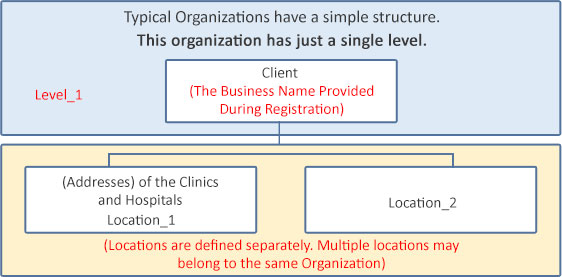 Typical Organizations have a simple structure.
This organization has just a single level.
Client
(The Business Name Provided
During Registration)
Level_1
(Addresses) of the Clinics
and Hospitals
Location_1
Location_2
(Locations are defined separately. Multiple locations may
belong to the same Organization)